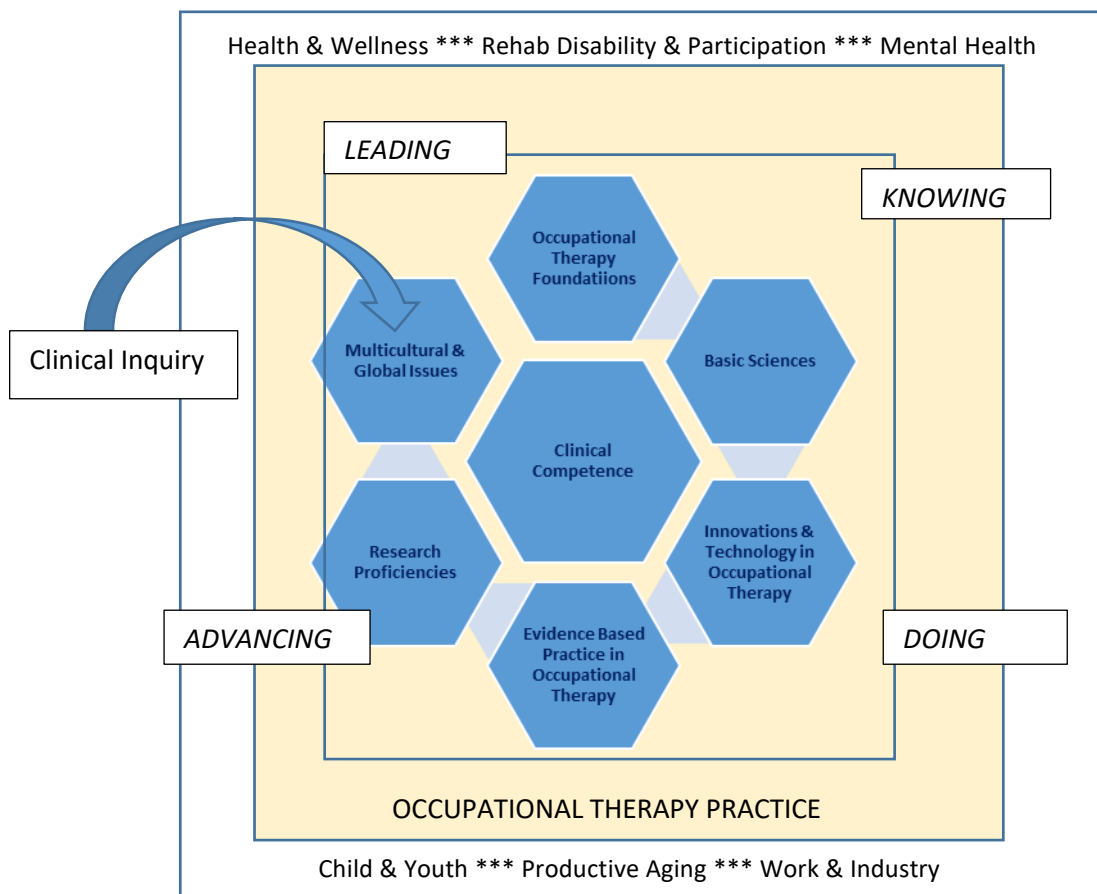 Health & Wellness *** Rehab Disability & Participation *** Mental Health
LEADING
KNOWING
Occupational
Therapy
Foundatiions
Multicultural &
Global Issues
Basic Sciences
Clinical Inquiry
Clinical
Competence
Research
Proficiencies
Innovations &
Technology in
Occupational
Therapy
ADVANCING
Evidence Based
Practice in
Occupational
Therapy
DOING
OCCUPATIONAL THERAPY PRACTICE
Child & Youth *** Productive Aging *** Work & Industry